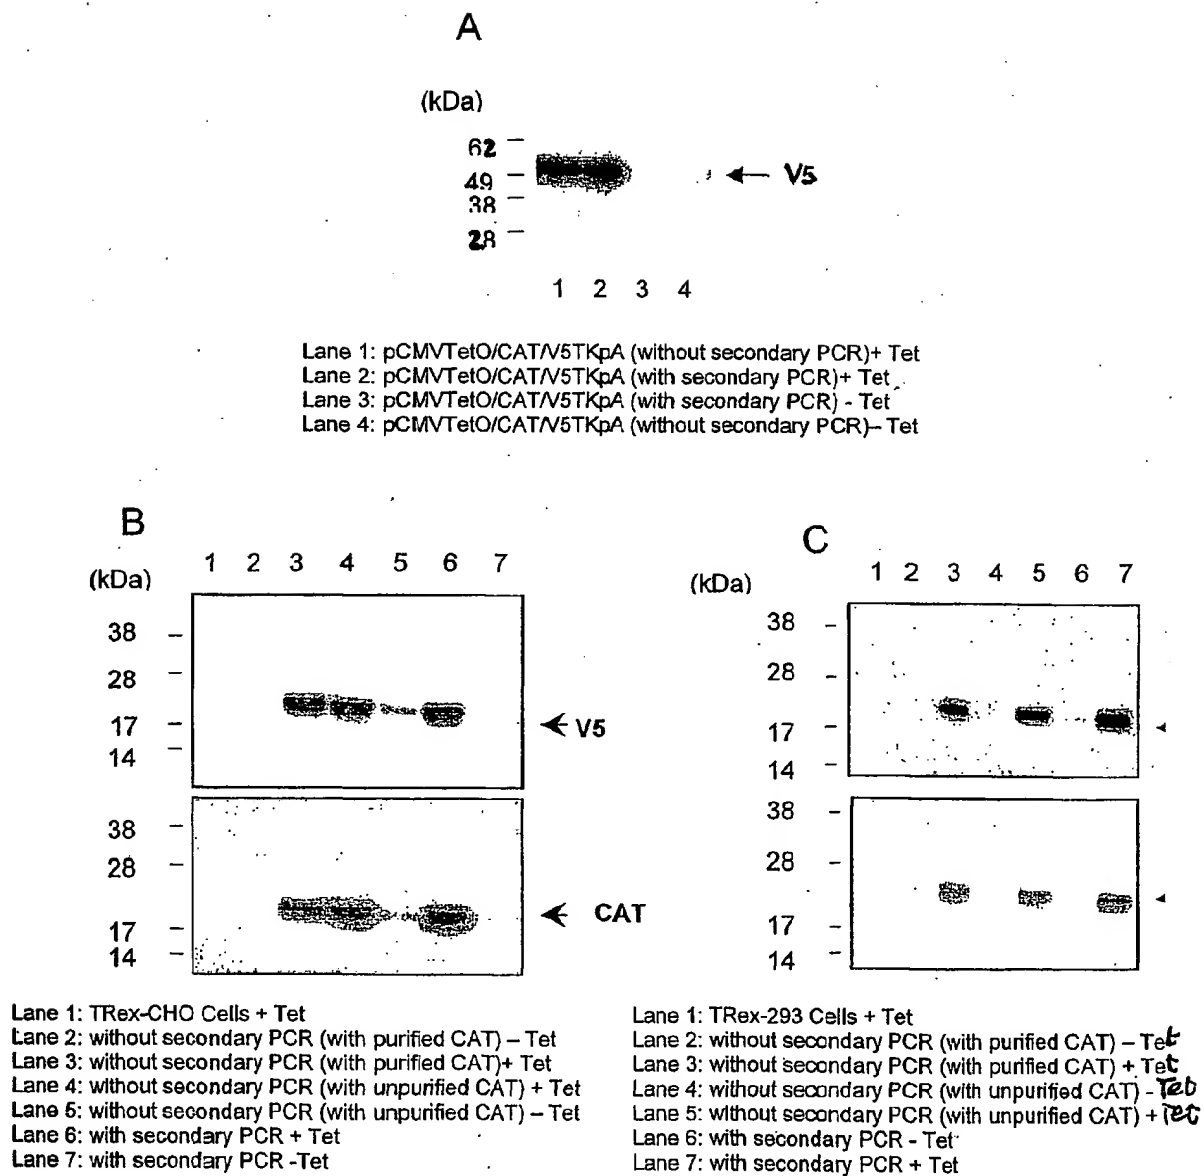 A
(kDa)
62
49
38
28
V5
1 2 3 4
Lane 1: pCMVTetO/CAT/V5TKpA (without secondary PCR)+ Tet
Lane 2: pCMVTetO/CAT/V5TKpA (with secondary PCR)+ Tet
Lane 3: pCMVTetO/CAT/V5TKpA (with secondary PCR) - Tet
Lane 4: pCMVTetO/CAT/V5TKpA (without secondary PCR)– Tet
B
1 2 3 4 5 6 7
(kDa)
38
28
17
14
V5
38
28
17
14
CAT
Lane 1: TRex-CHO Cells + Tet
Lane 2: without secondary PCR (with purified CAT) – Tet
Lane 3: without secondary PCR (with purified CAT)+ Tet
Lane 4: without secondary PCR (with unpurified CAT) + Tet
Lane 5: without secondary PCR (with unpurified CAT) – Tet
Lane 6: with secondary PCR + Tet
Lane 7: with secondary PCR -Tet
C
1 2 3 4 5 6 7
(kDa)
38
28
17
14
38
28
17
14
Lane 1: TRex-293 Cells + Tet
Lane 2: without secondary PCR (with purified CAT) – Tet
Lane 3: without secondary PCR (with purified CAT) + Tet
Lane 4: without secondary PCR (with unpurified CAT) - Tet
Lane 5: without secondary PCR (with unpurified CAT) + Tet
Lane 6: with secondary PCR - Tet
Lane 7: with secondary PCR + Tet